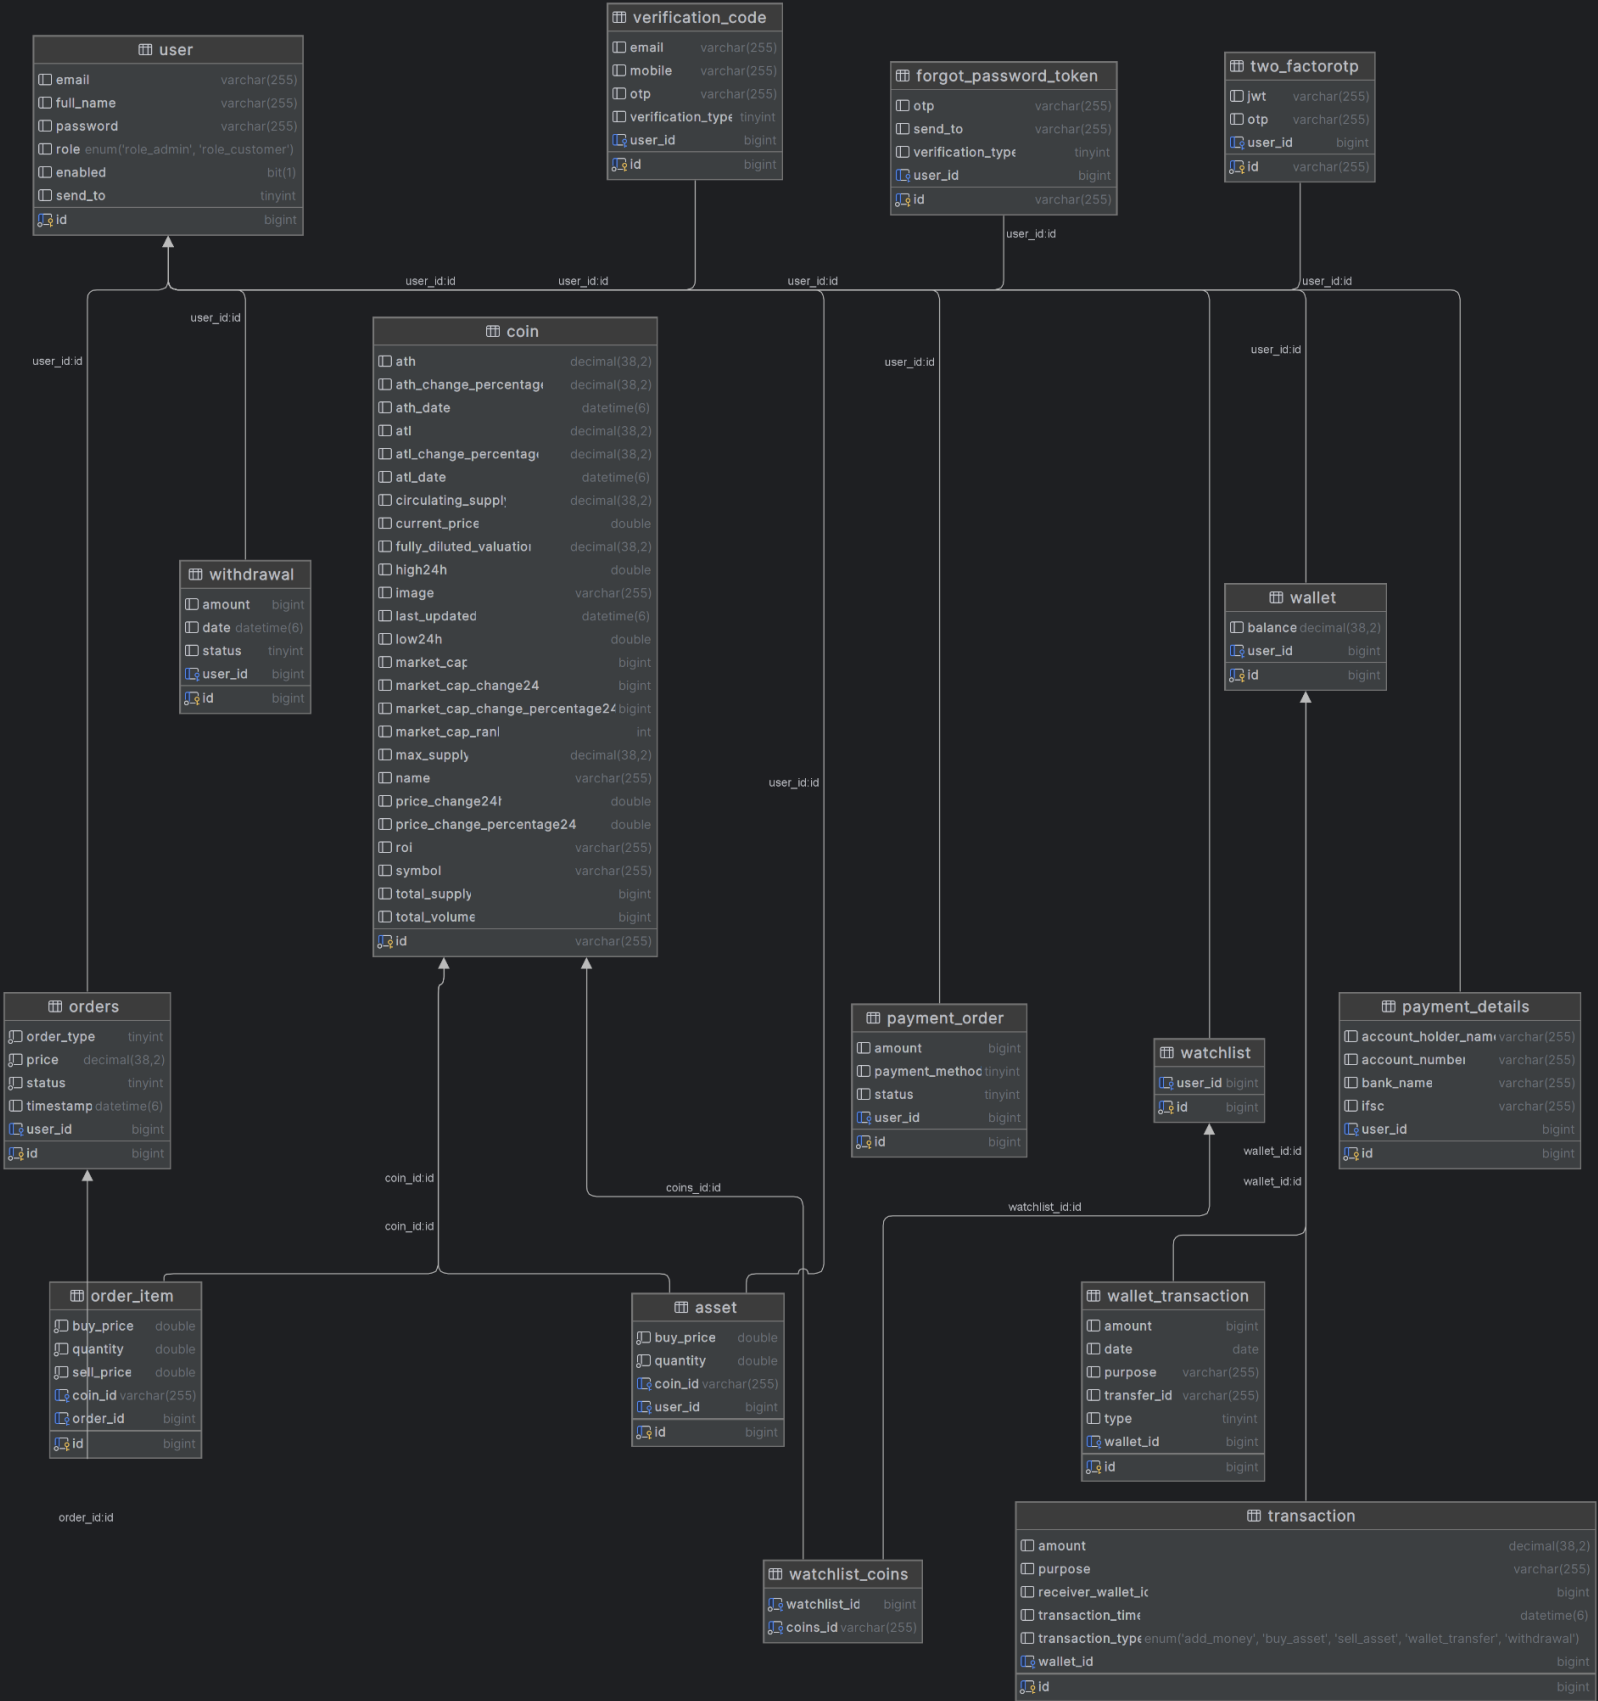 user
email varchar(255)
full_name varchar(255)
password varchar(255)
role enum('role_admin', 'role_customer')
enabled bit(1)
send_to tinyint
id bigint
verification_code
email varchar(255)
mobile varchar(255)
otp varchar(255)
verification_type tinyint
user_id bigint
id bigint
forgot_password_token
otp varchar(255)
send_to varchar(255)
verification_type tinyint
user_id bigint
id varchar(255)
two_factorotp
jwt varchar(255)
otp varchar(255)
user_id bigint
id varchar(255)
user_id:id
user_id:id
user_id:id
user_id:id
user_id:id
user_id:id
user_id:id
user_id:id
user_id:id
user_id:id
coin
ath decimal(38,2)
ath_change_percentage decimal(38,2)
ath_date datetime(6)
atl decimal(38,2)
atl_change_percentage decimal(38,2)
atl_date datetime(6)
circulating_supply decimal(38,2)
current_price double
fully_diluted_valuation decimal(38,2)
high24h double
image varchar(255)
last_updated datetime(6)
low24h double
market_cap bigint
market_cap_change24 bigint
market_cap_change_percentage24 bigint
market_cap_rank int
max_supply decimal(38,2)
name varchar(255)
price_change24h double
price_change_percentage24 double
roi varchar(255)
symbol varchar(255)
total_supply bigint
total_volume bigint
id varchar(255)
withdrawal
amount bigint
date datetime(6)
status tinyint
user_id bigint
id bigint
wallet
balance decimal(38,2)
user_id bigint
id bigint
user_id:id
orders
order_type tinyint
price decimal(38,2)
status tinyint
timestamp datetime(6)
user_id bigint
id bigint
payment_order
amount bigint
payment_method tinyint
status tinyint
user_id bigint
id bigint
watchlist
user_id bigint
id bigint
payment_details
account_holder_name varchar(255)
account_number varchar(255)
bank_name varchar(255)
ifsc varchar(255)
user_id bigint
id bigint
coin_id:id
coin_id:id
coins_id:id
watchlist_id:id
wallet_id:id
wallet_id:id
order_item
buy_price double
quantity double
sell_price double
coin_id varchar(255)
order_id bigint
id bigint
order_id:id
asset
buy_price double
quantity double
coin_id varchar(255)
user_id bigint
id bigint
wallet_transaction
amount bigint
date date
purpose varchar(255)
transfer_id varchar(255)
type tinyint
wallet_id bigint
id bigint
watchlist_coins
watchlist_id bigint
coins_id varchar(255)
transaction
amount decimal(38,2)
purpose varchar(255)
receiver_wallet_id bigint
transaction_time datetime(6)
transaction_type enum('add_money', 'buy_asset', 'sell_asset', 'wallet_transfer', 'withdrawal')
wallet_id bigint
id bigint